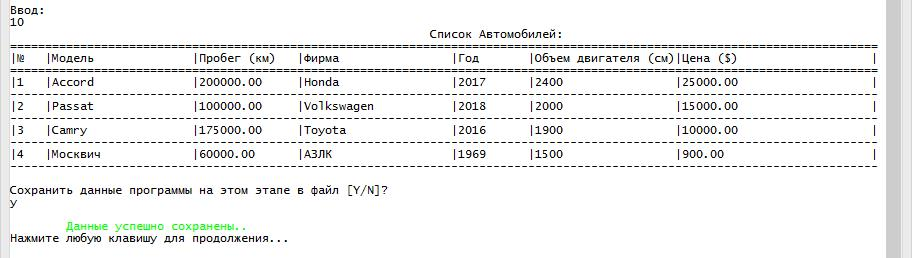 Ввод:
10
Список Автомобилей:
|№ |Модель |Пробег (км) |Фирма |Год |Объем двигателя (см)|Цена ($) |
|1 |Accord |200000.00 |Honda |2017 |2400 |25000.00 |
|2 |Passat |100000.00 |Volkswagen |2018 |2000 |15000.00 |
|3 |Camry |175000.00 |Toyota |2016 |1900 |10000.00 |
|4 |Москвич |60000.00 |АЗЛК |1969 |1500 |900.00 |
Сохранить данные программы на этом этапе в файл [Y/N]?
y
Данные успешно сохранены..
Нажмите любую клавишу для продолжения...